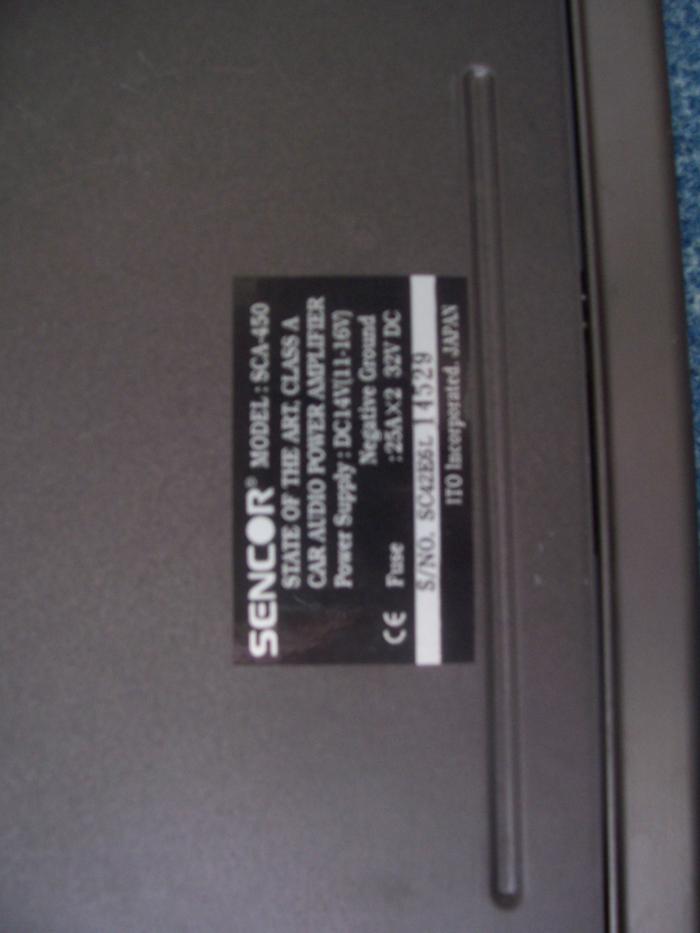 SENCOR® MODEL : SCA-450
STATE OF THE ART, CLASS A
CAR AUDIO POWER AMPLIFIER
Power Supply : DC14V(11-16V)
Negative Ground
CE Fuse :25A×2 32V DC
S/NO. SC42E6L 14529
ITO Incorporated. JAPAN